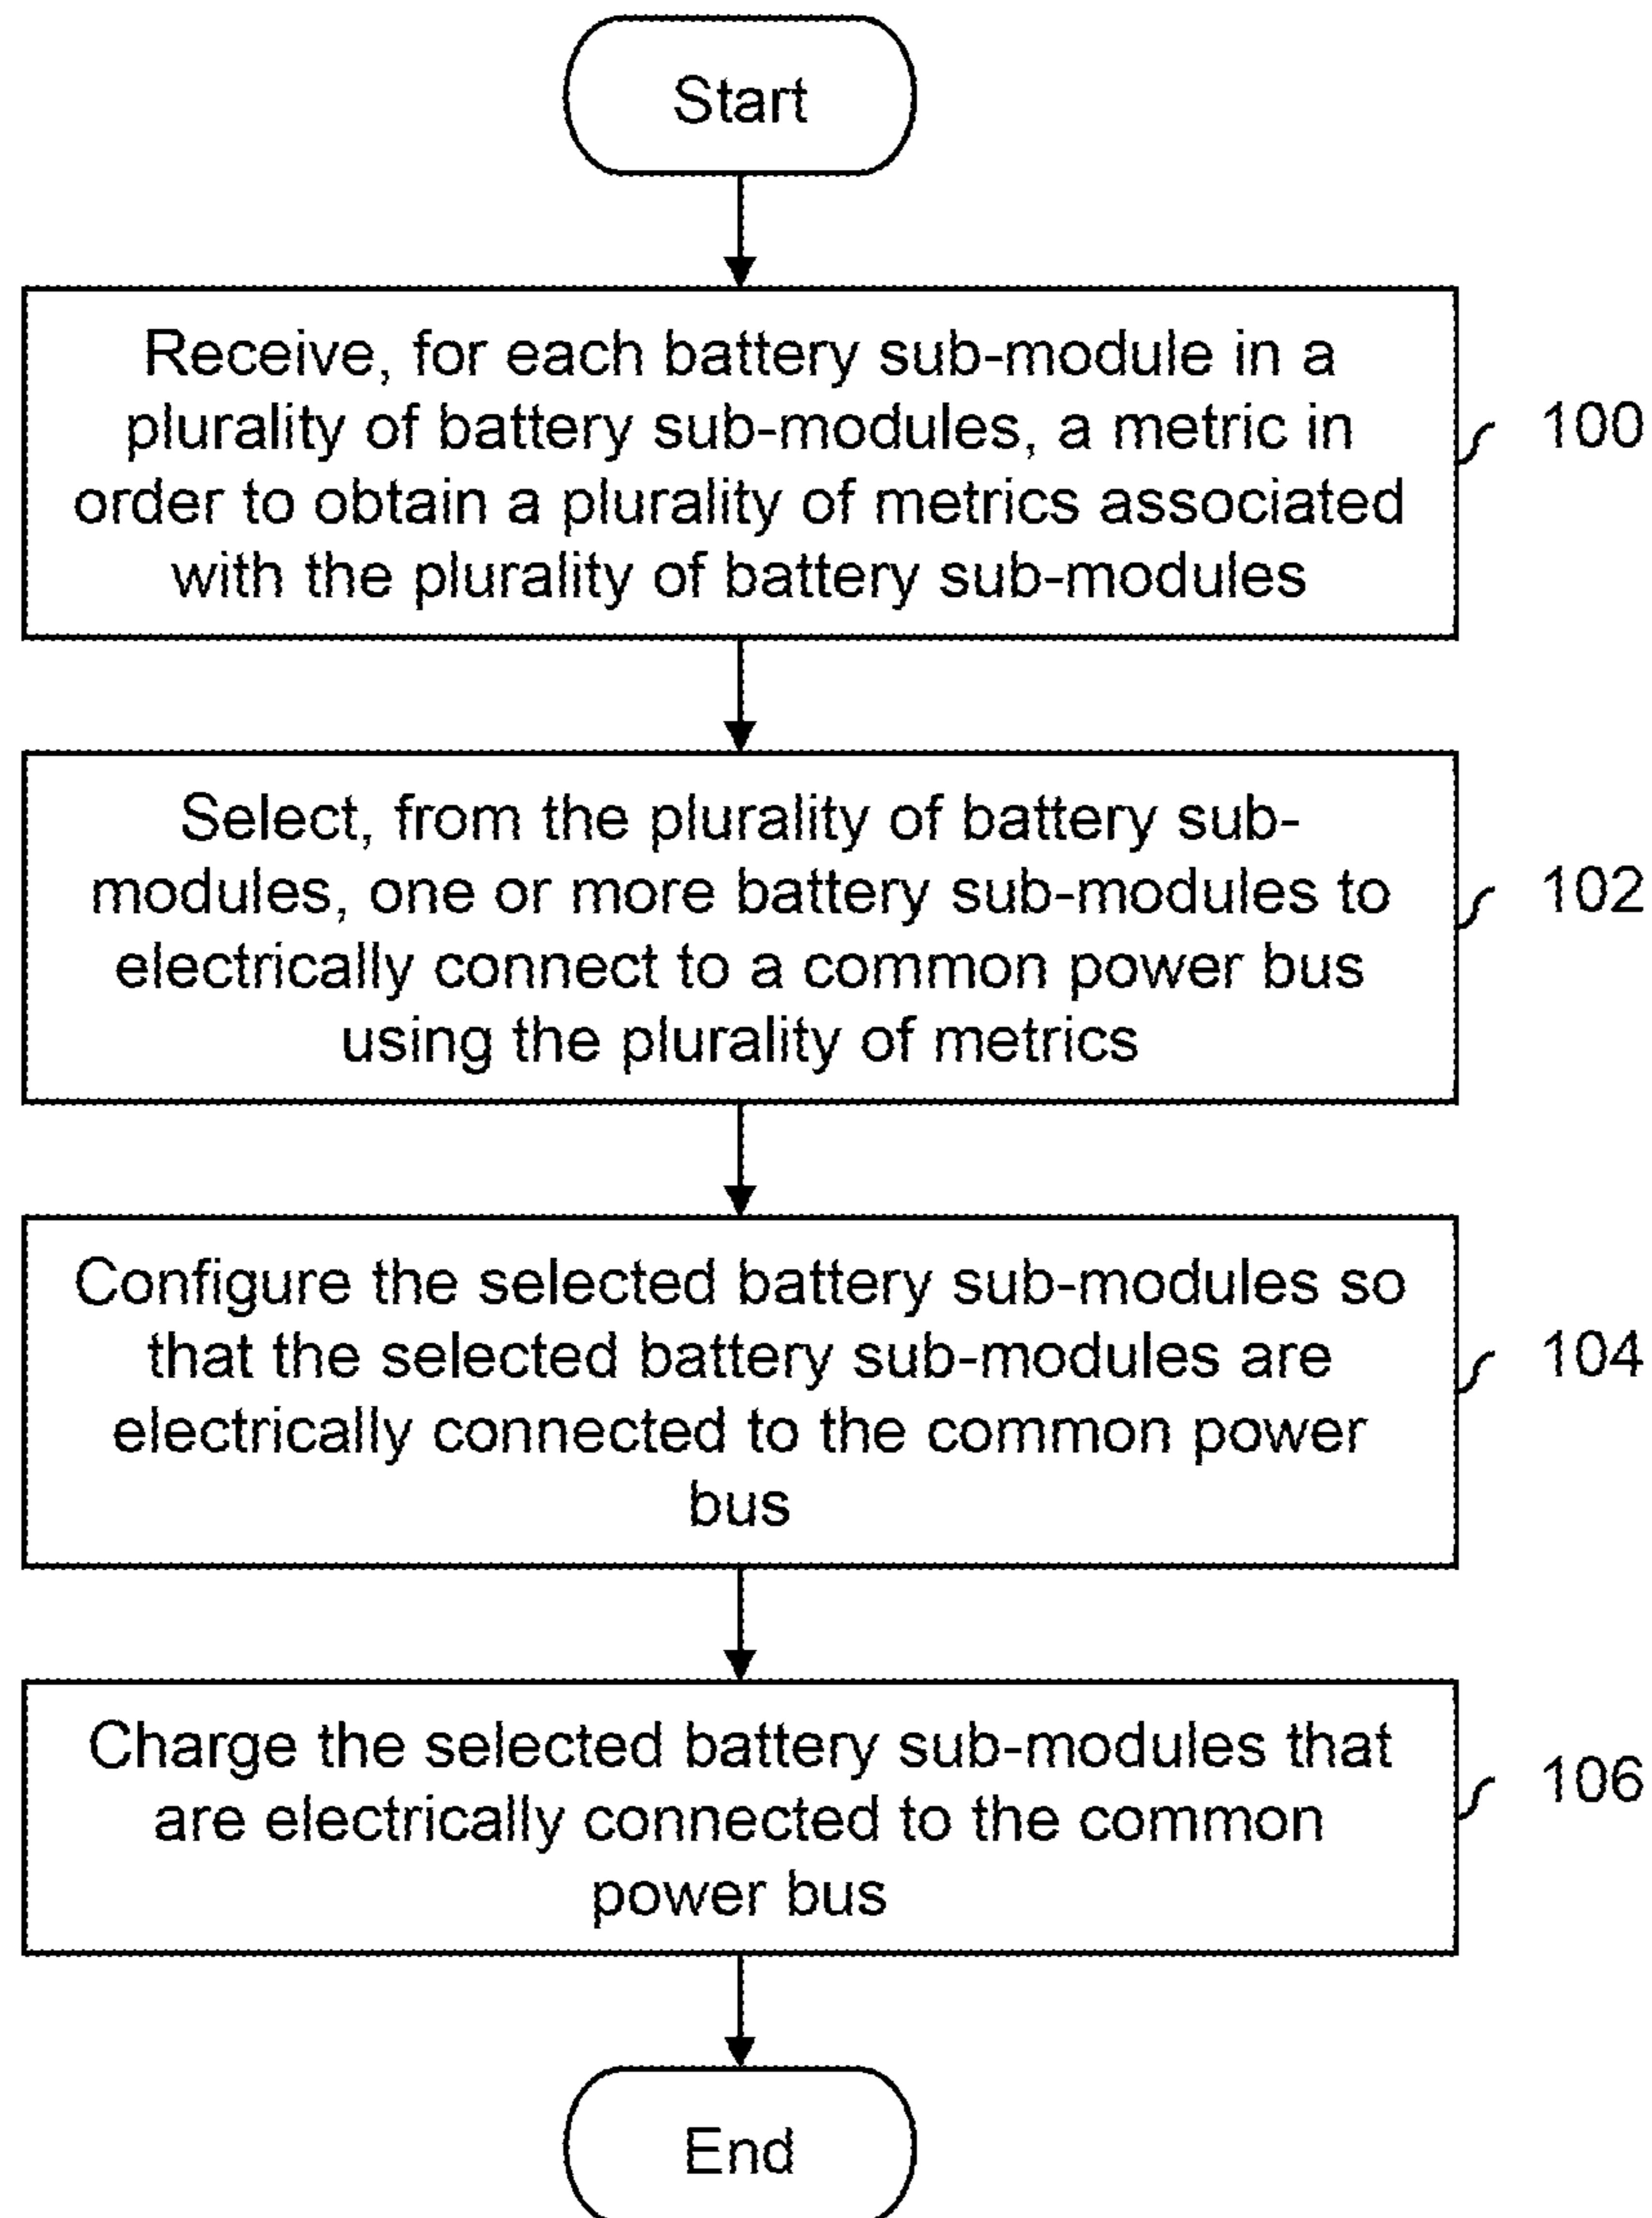 Start
Receive, for each battery sub-module in a
plurality of battery sub-modules, a metric in
order to obtain a plurality of metrics associated
with the plurality of battery sub-modules
100
Select, from the plurality of battery sub-
modules, one or more battery sub-modules to
electrically connect to a common power bus
using the plurality of metrics
102
Configure the selected battery sub-modules so
that the selected battery sub-modules are
electrically connected to the common power
bus
104
Charge the selected battery sub-modules that
are electrically connected to the common
power bus
106
End